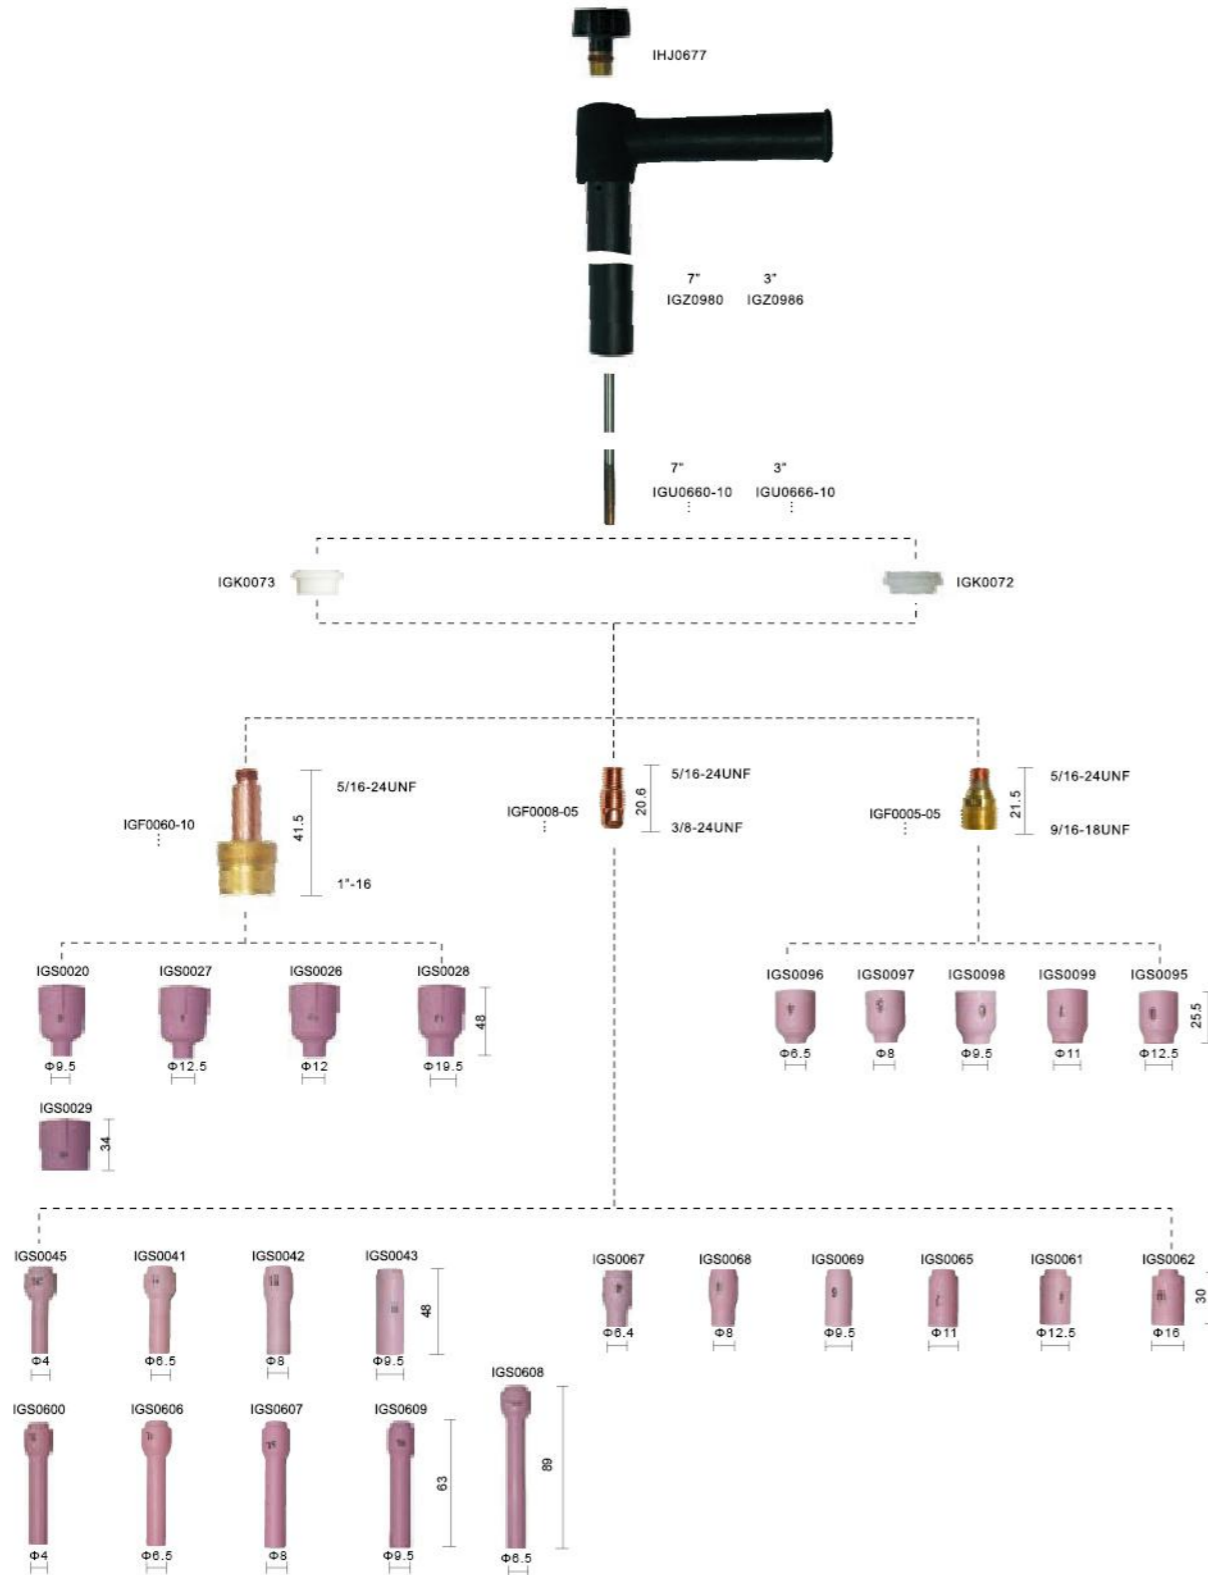 IHJ0677
7" 3"
IGZ0980 IGZ0986
7" 3"
IGU0660-10 IGU0666-10
IGK0073 IGK0072
5/16-24UNF 5/16-24UNF 5/16-24UNF
IGF0060-10 41.5 IGF0008-05 20.6 IGF0005-05 21.5
3/8-24UNF 9/16-18UNF
1"-16
IGS0020 IGS0027 IGS0026 IGS0028 IGS0096 IGS0097 IGS0098 IGS0099 IGS0095
48 25.5
Φ6.5 Φ8 Φ9.5 Φ11 Φ12.5
Φ9.5 Φ12.5 Φ12 Φ19.5
IGS0029
34
IGS0045 IGS0041 IGS0042 IGS0043 IGS0067 IGS0068 IGS0069 IGS0065 IGS0061 IGS0062
48 30
Φ6.4 Φ8 Φ9.5 Φ11 Φ12.5 Φ16
Φ4 Φ6.5 Φ8 Φ9.5
IGS0608
IGS0600 IGS0606 IGS0607 IGS0609
63 89
Φ4 Φ6.5 Φ8 Φ9.5 Φ6.5